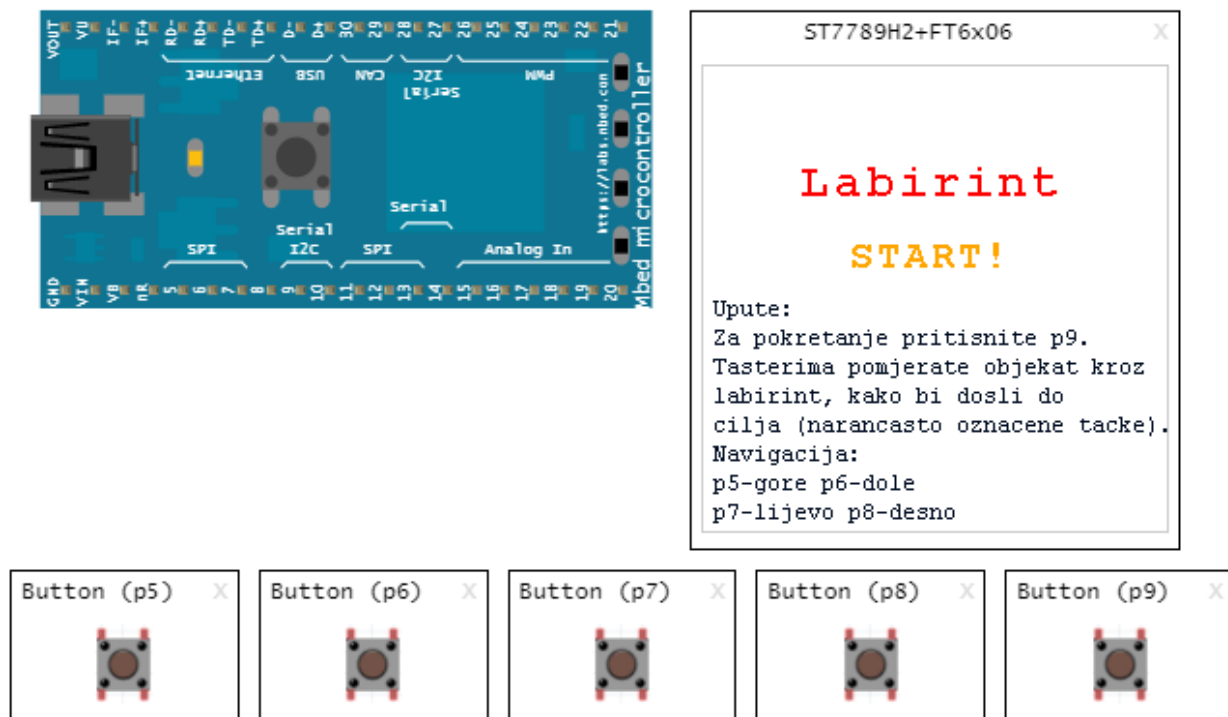 VOUT VU IF- IF+ RD- RD+ TD- TD+ D- D+ 30 29 28 27 26 25 24 23 22 21
Ethernet USB CAN I2C PWM
Serial
https://labs.mbed.com
Mbed microcontroller
Serial
Serial
SPI I2C SPI Analog In
GND VIN VB nR 5 6 7 8 9 10 11 12 13 14 15 16 17 18 19 20
ST7789H2+FT6x06 X
Labirint
START!
Upute:
Za pokretanje pritisnite p9.
Tasterima pomjerate objekat kroz
labirint, kako bi dosli do
cilja (narancasto oznacene tacke).
Navigacija:
p5-gore p6-dole
p7-lijevo p8-desno
Button (p5) X
Button (p6) X
Button (p7) X
Button (p8) X
Button (p9) X